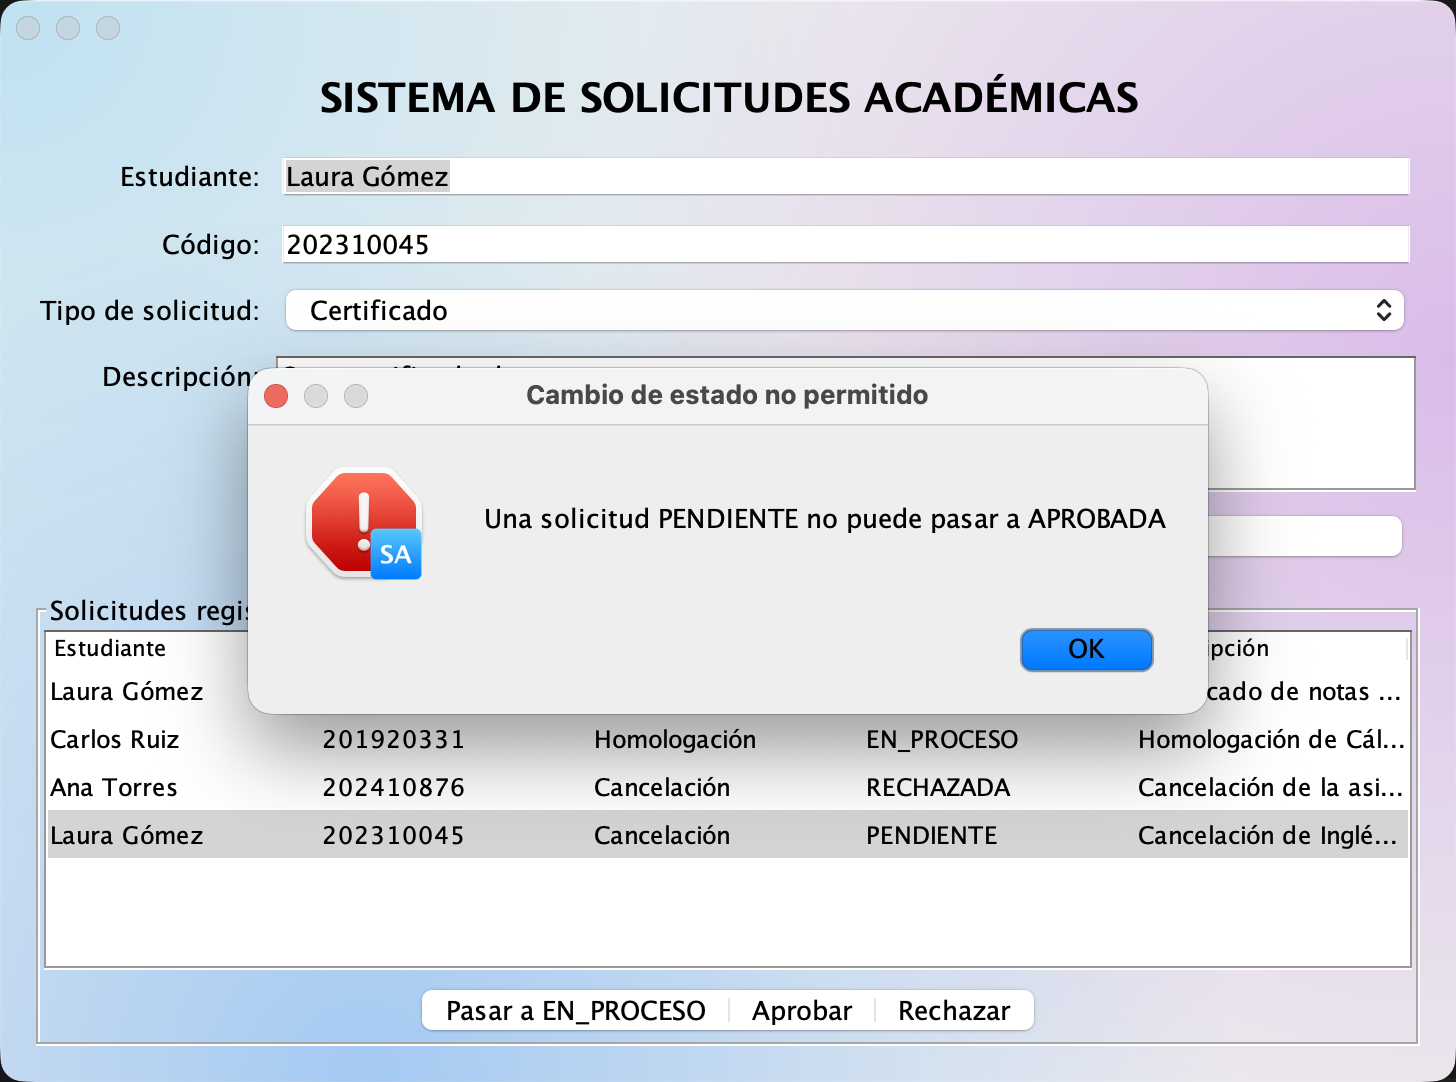 SISTEMA DE SOLICITUDES ACADÉMICAS
Estudiante: Laura Gómez
Código: 202310045
Tipo de solicitud: Certificado
Descripción:
Cambio de estado no permitido
Una solicitud PENDIENTE no puede pasar a APROBADA
SA
OK
Solicitudes regis
Estudiante ipción
Laura Gómez cado de notas ...
Carlos Ruiz 201920331 Homologación EN_PROCESO Homologación de Cál...
Ana Torres 202410876 Cancelación RECHAZADA Cancelación de la asi...
Laura Gómez 202310045 Cancelación PENDIENTE Cancelación de Inglé...
Pasar a EN_PROCESO Aprobar Rechazar